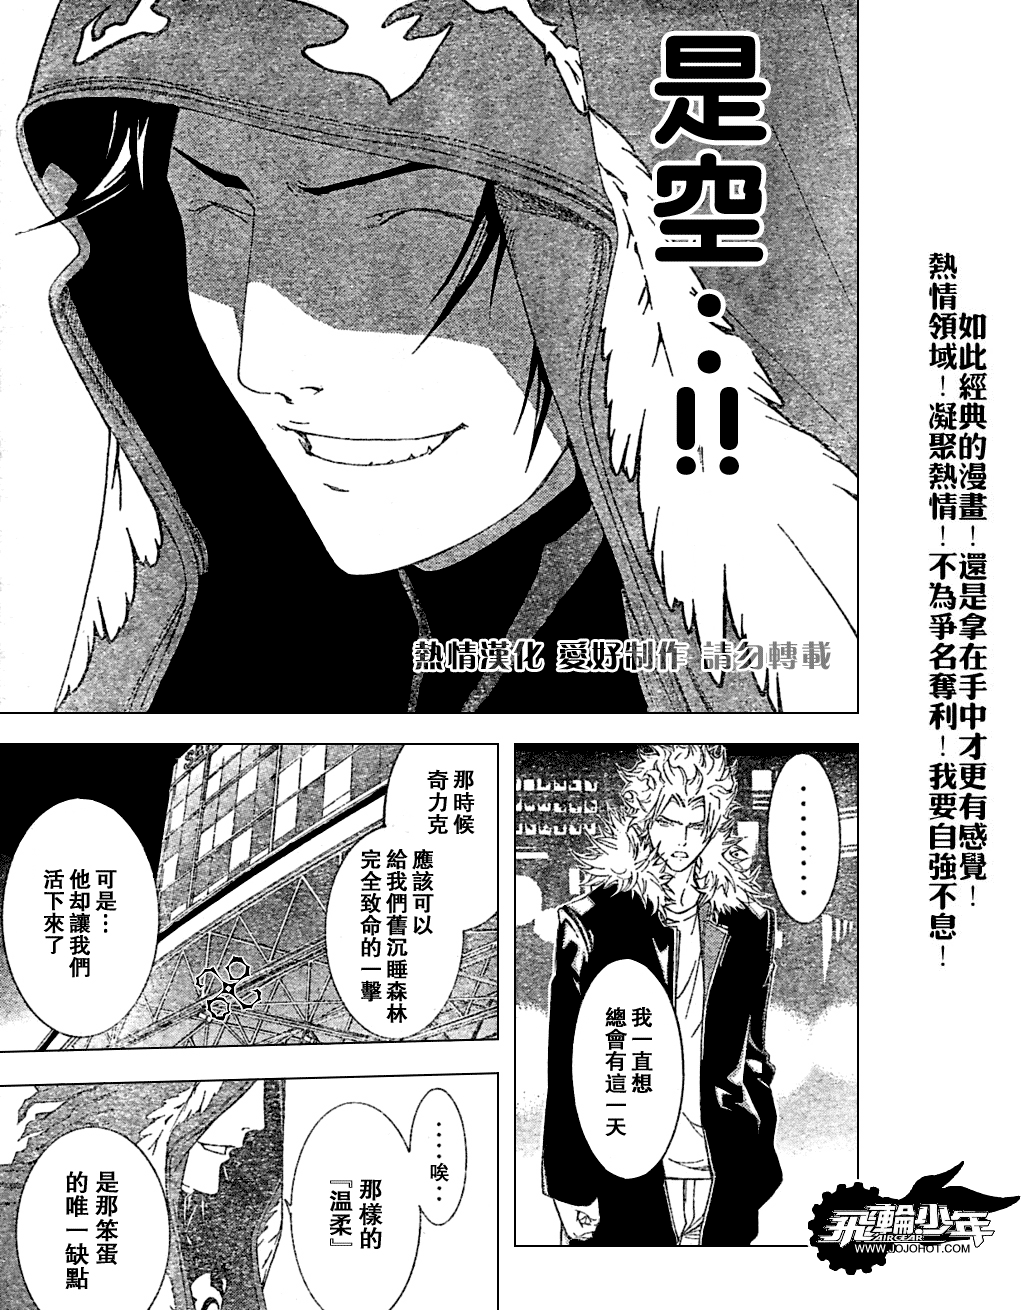 是空‥!!
熱情漢化 愛好制作 請勿轉載
如此經典的漫畫！還是拿在手中才更有感覺！
熱情領域！凝聚熱情！不為爭名奪利！我要自強不息！
‥‥‥‥
我一直想
總會有這一天
那時候
奇力克
應該可以
給我們舊沉睡森林
完全致命的一擊
可是…
他却讓我們
活下來了
‥‥唉‥
那樣的
『温柔』
是那笨蛋
的唯一缺點
飛輪少年
AIRGEAR
WWW.JOJOHOT.COM